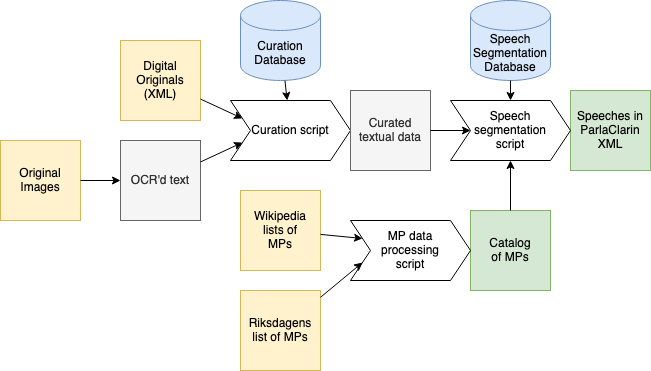 Curation
Database
Speech
Segmentation
Database
Digital
Originals
(XML)
Curation script
Curated
textual data
Speech
segmentation
script
Speeches in
ParlaClarin
XML
Original
Images
OCR'd text
Wikipedia
lists of
MPs
MP data
processing
script
Catalog
of MPs
Riksdagens
list of MPs